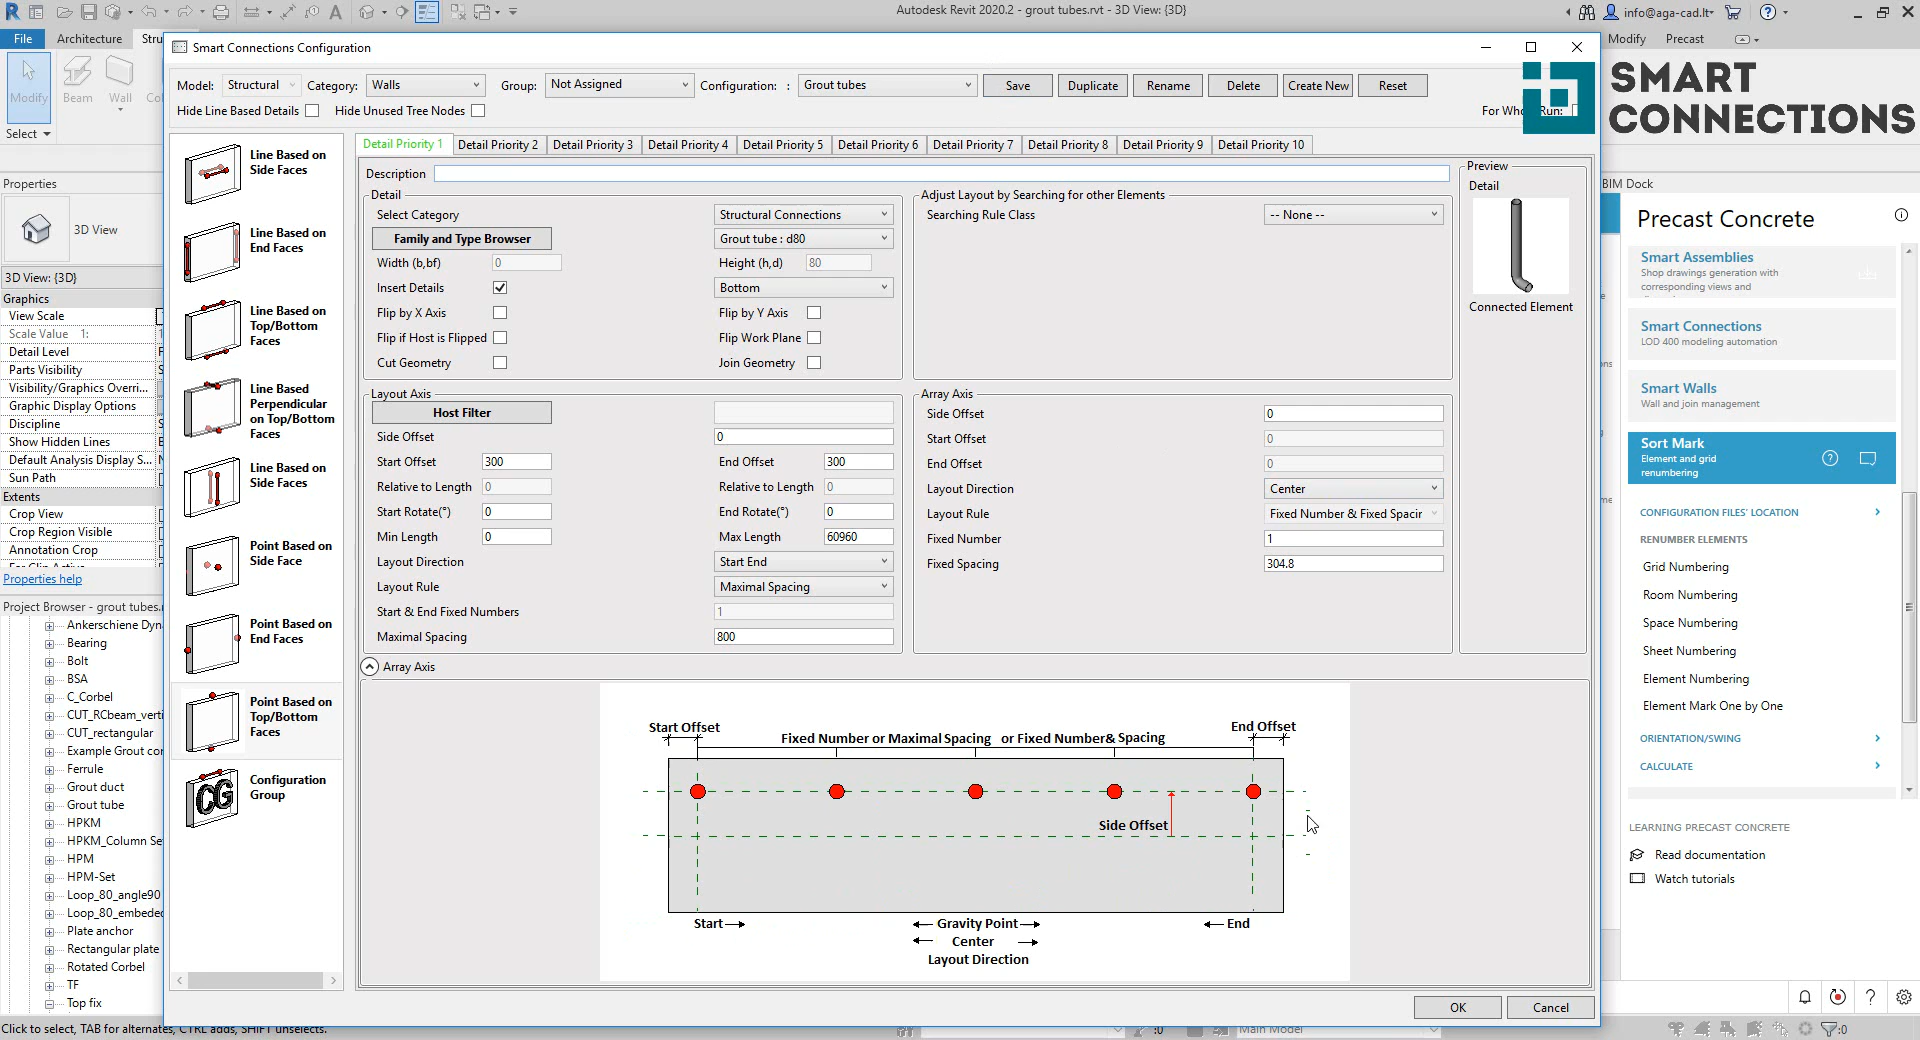 Autodesk Revit 2020.2 - grout tubes.rvt - 3D View: {3D}
info@aga-cad.lt
File
Architecture
Stru
Modify
Precast
Modify
Beam
Wall
Col
Select
Properties
3D View
3D View: {3D}
Graphics
View Scale
Scale Value 1:
Detail Level
Parts Visibility
Visibility/Graphics Overri...
Graphic Display Options
Discipline
Show Hidden Lines
Default Analysis Display S...
Sun Path
Extents
Crop View
Crop Region Visible
Annotation Crop
Properties help
Project Browser - grout tubes.r
Ankerschiene Dyn
Bearing
Bolt
BSA
C_Corbel
CUT_RCbeam_verti
CUT_rectangular
Example Grout cor
Ferrule
Grout duct
Grout tube
HPKM
HPKM_Column Se
HPM
HPM-Set
Loop_80_angle90
Loop_80_embeded
Plate anchor
Rectangular plate
Rotated Corbel
TF
Top fix
Click to select, TAB for alternates, CTRL adds, SHIFT unselects.
Smart Connections Configuration
Model: Structural
Category: Walls
Group: Not Assigned
Configuration: : Grout tubes
Save
Duplicate
Rename
Delete
Create New
Reset
Hide Line Based Details
Hide Unused Tree Nodes
For Who
Run:
Line Based on
Side Faces
Line Based on
End Faces
Line Based on
Top/Bottom
Faces
Line Based
Perpendicular
on Top/Bottom
Faces
Line Based on
Side Faces
Point Based on
Side Face
Point Based on
End Faces
Point Based on
Top/Bottom
Faces
CG
Configuration
Group
Detail Priority 1
Detail Priority 2
Detail Priority 3
Detail Priority 4
Detail Priority 5
Detail Priority 6
Detail Priority 7
Detail Priority 8
Detail Priority 9
Detail Priority 10
Description
Detail
Select Category
Structural Connections
Family and Type Browser
Grout tube : d80
Width (b,bf) 0
Height (h,d) 80
Insert Details
Bottom
Flip by X Axis
Flip by Y Axis
Flip if Host is Flipped
Flip Work Plane
Cut Geometry
Join Geometry
Layout Axis
Host Filter
Side Offset 0
Start Offset 300
End Offset 300
Relative to Length 0
Relative to Length 0
Start Rotate(°) 0
End Rotate(°) 0
Min Length 0
Max Length 60960
Layout Direction
Start End
Layout Rule
Maximal Spacing
Start & End Fixed Numbers
1
Maximal Spacing
800
Adjust Layout by Searching for other Elements
Searching Rule Class
-- None --
Array Axis
Side Offset 0
Start Offset 0
End Offset 0
Layout Direction
Center
Layout Rule
Fixed Number & Fixed Spacir
Fixed Number
1
Fixed Spacing
304.8
Preview
Detail
Connected Element
Array Axis
Start Offset
Fixed Number or Maximal Spacing or Fixed Number& Spacing
End Offset
Side Offset
Start
Gravity Point
Center
Layout Direction
End
OK
Cancel
:0
Main Model
:0
SMART
CONNECTIONS
BIM Dock
Precast Concrete
Smart Assemblies
Shop drawings generation with
corresponding views and
Smart Connections
LOD 400 modeling automation
Smart Walls
Wall and join management
Sort Mark
Element and grid
renumbering
CONFIGURATION FILES' LOCATION
RENUMBER ELEMENTS
Grid Numbering
Room Numbering
Space Numbering
Sheet Numbering
Element Numbering
Element Mark One by One
ORIENTATION/SWING
CALCULATE
LEARNING PRECAST CONCRETE
Read documentation
Watch tutorials